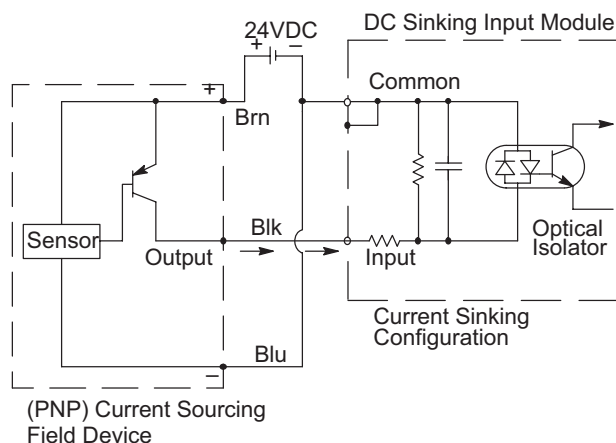 24VDC
+ −
DC Sinking Input Module
Common
+
Brn
Sensor
Blk
Output
Input
Optical
Isolator
Current Sinking
Configuration
Blu
−
(PNP) Current Sourcing
Field Device